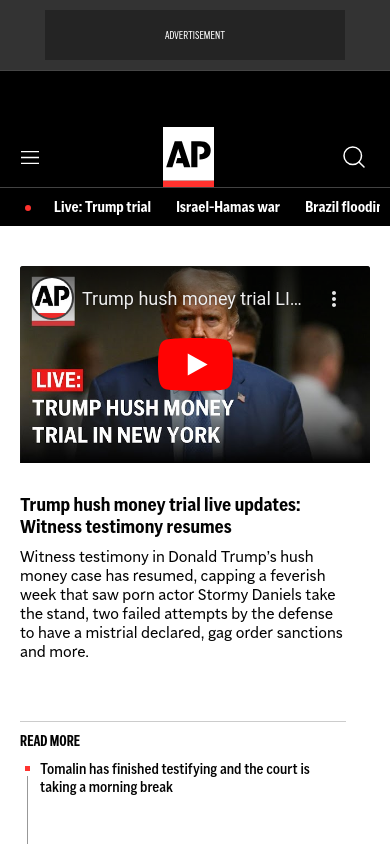 ADVERTISEMENT
AP
Live: Trump trial Israel-Hamas war Brazil floodin
AP Trump hush money trial LI...
LIVE:
TRUMP HUSH MONEY
TRIAL IN NEW YORK
Trump hush money trial live updates:
Witness testimony resumes
Witness testimony in Donald Trump’s hush
money case has resumed, capping a feverish
week that saw porn actor Stormy Daniels take
the stand, two failed attempts by the defense
to have a mistrial declared, gag order sanctions
and more.
READ MORE
Tomalin has finished testifying and the court is
taking a morning break